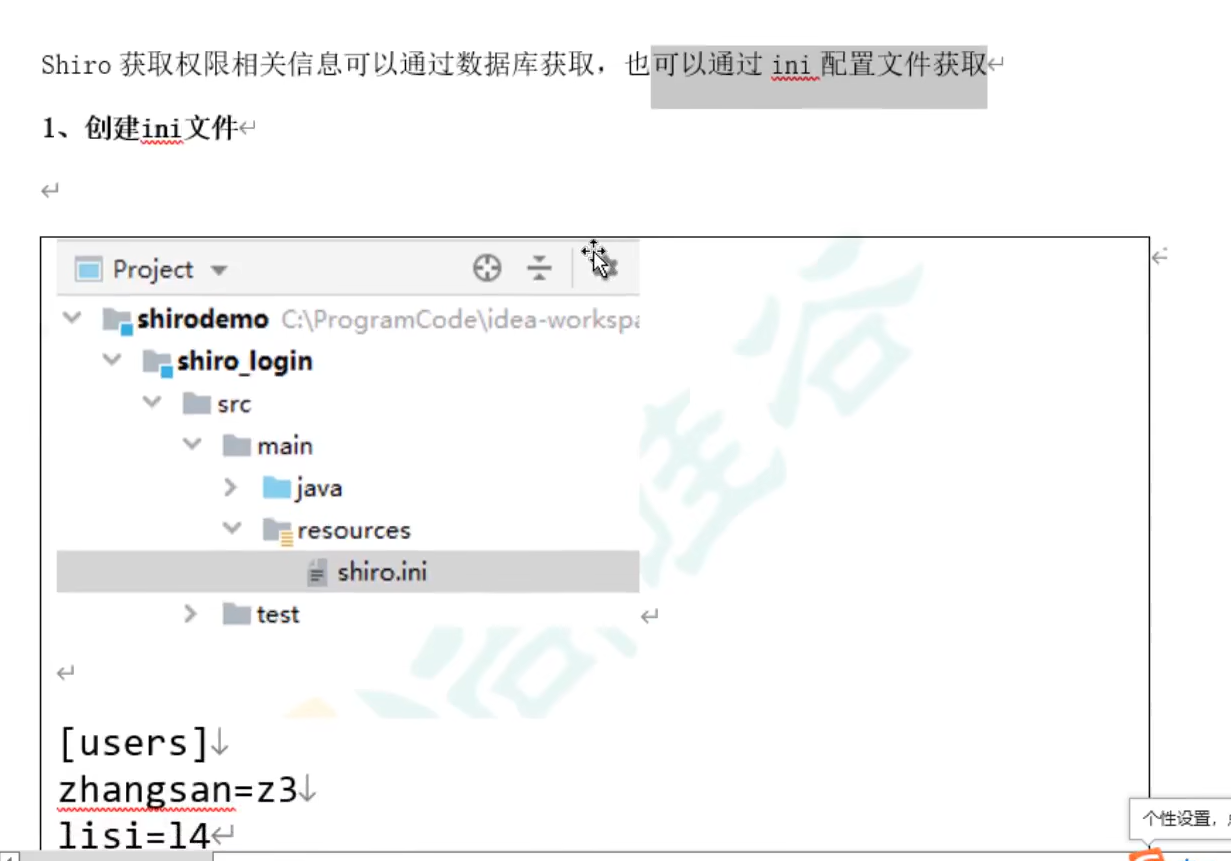 Shiro 获取权限相关信息可以通过数据库获取，也可以通过 ini 配置文件获取
1、创建ini文件
Project
shirodemo C:\ProgramCode\idea-workspa
shiro_login
src
main
java
resources
shiro.ini
test
[users]
zhangsan=z3
lisi=l4
个性设置，